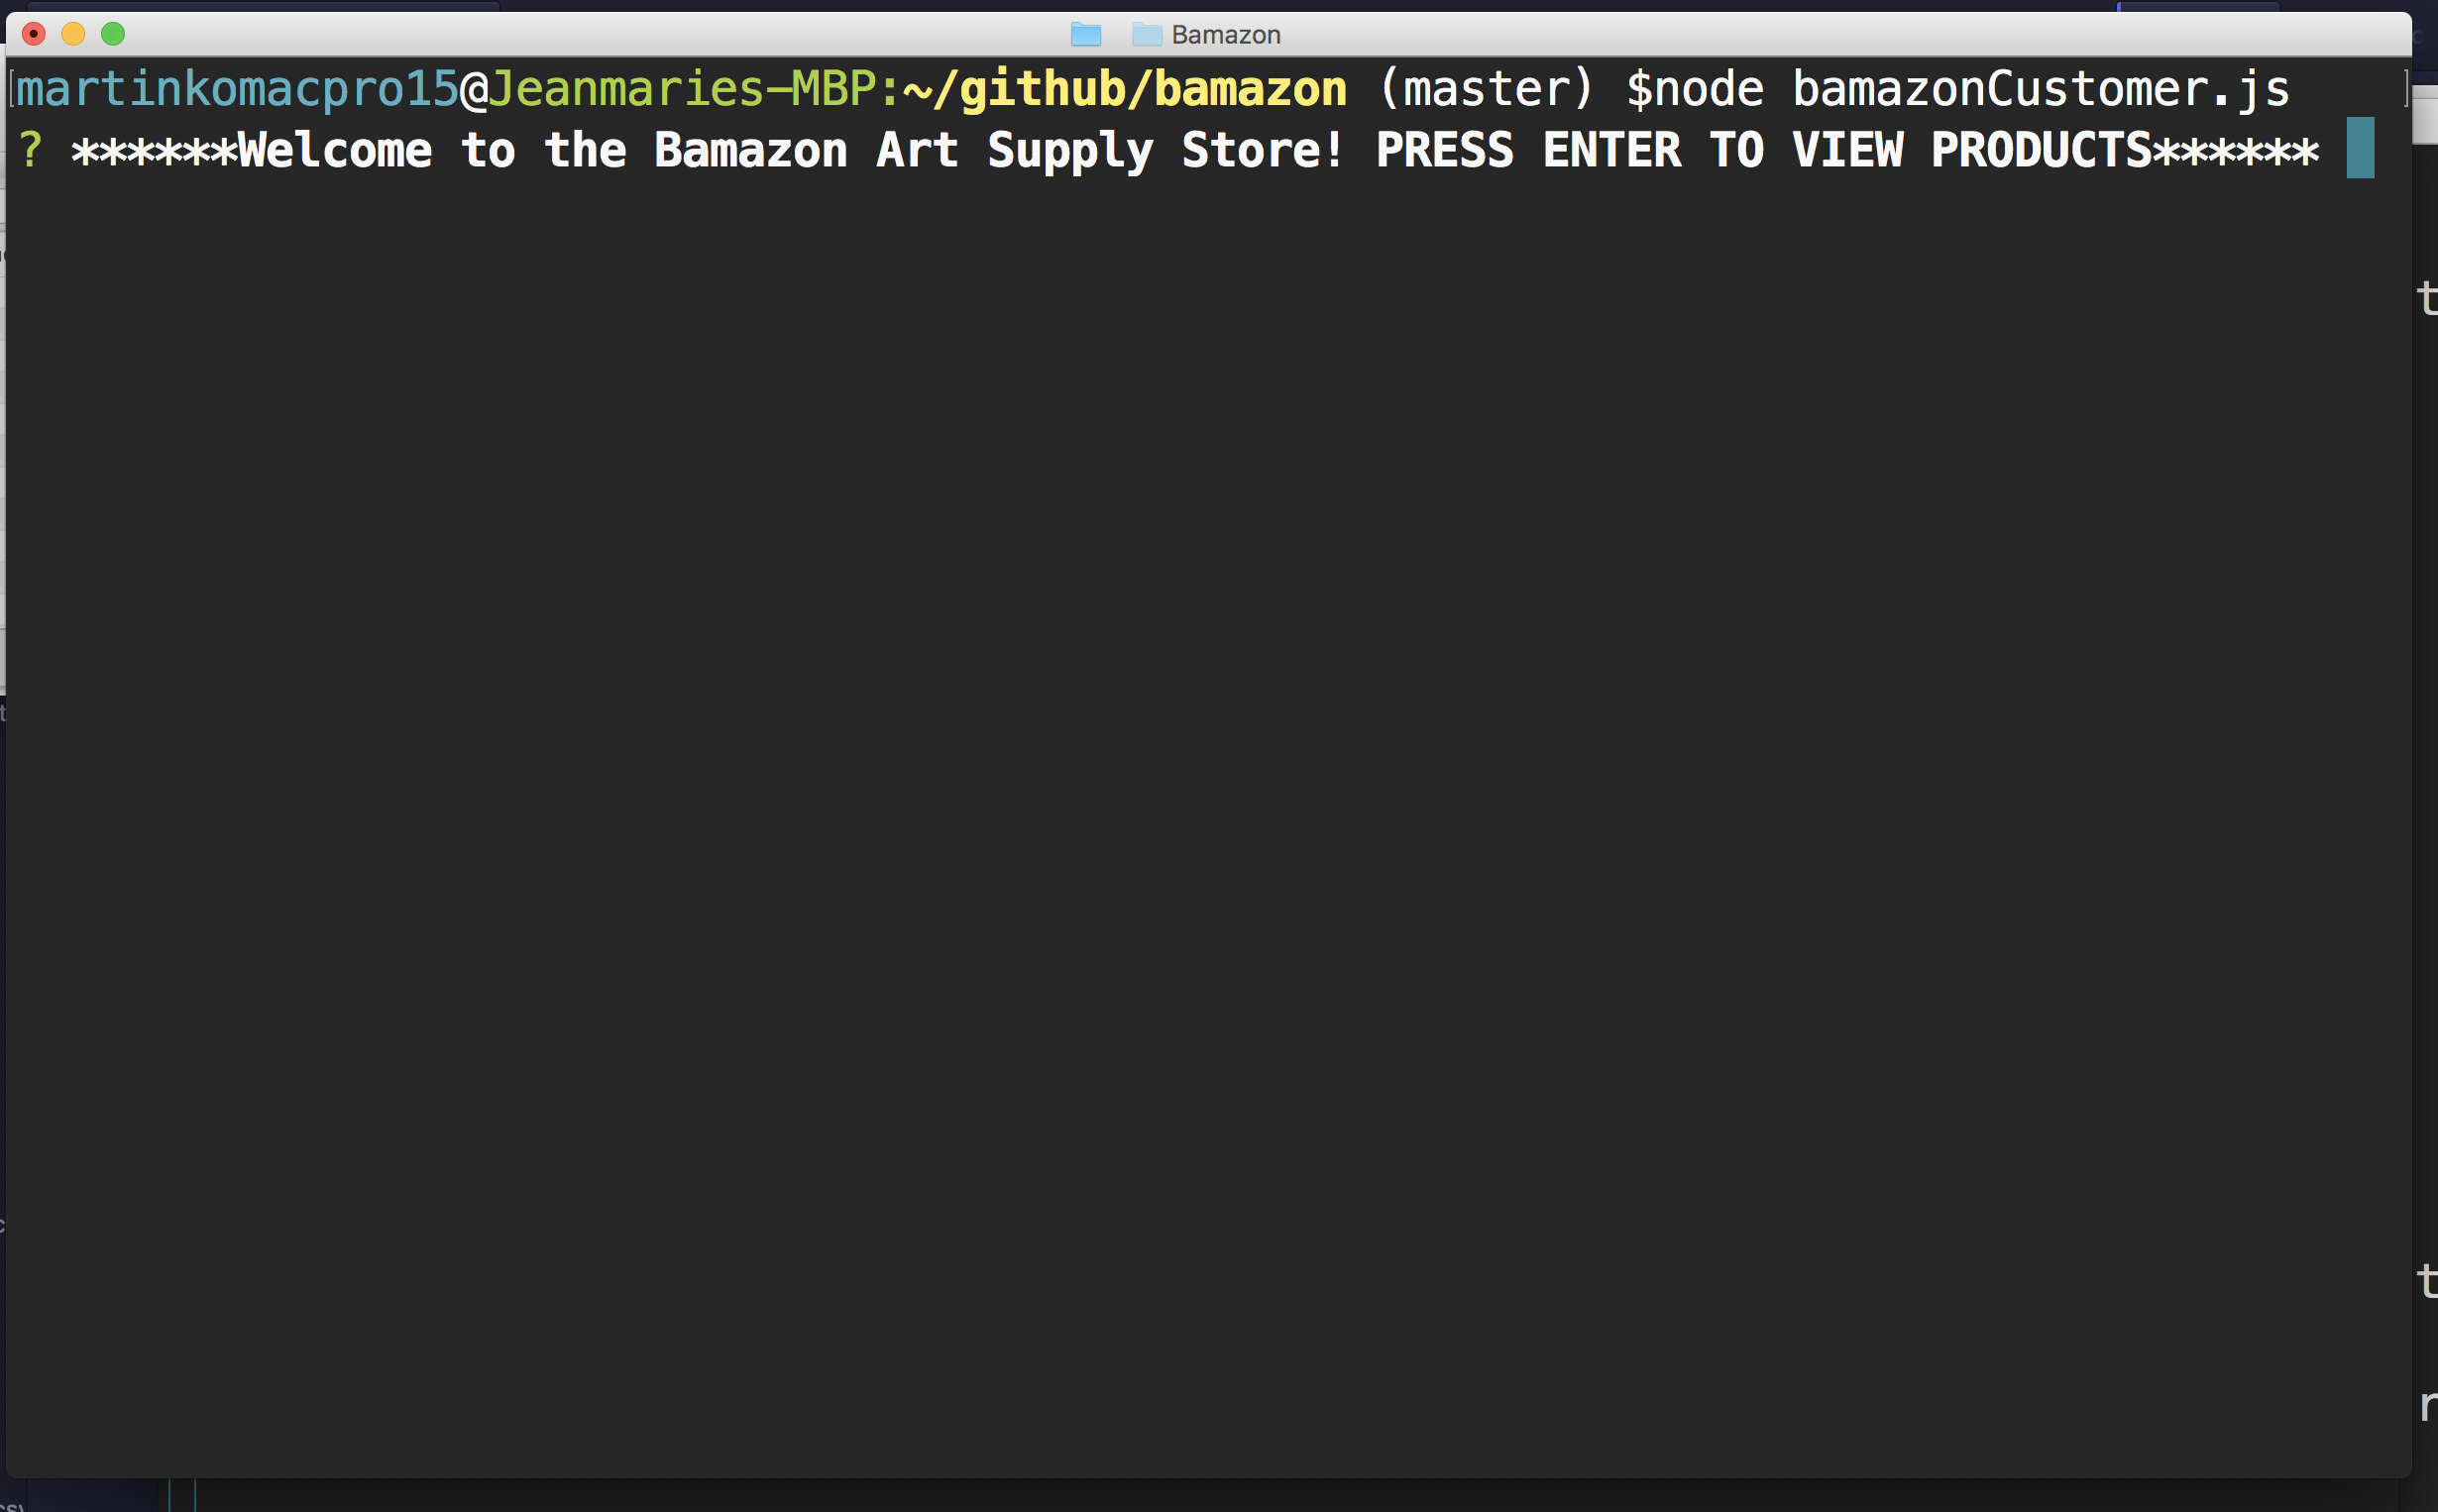 Bamazon
martinkomacpro15@Jeanmaries-MBP:~/github/bamazon (master) $node bamazonCustomer.js
? ******Welcome to the Bamazon Art Supply Store! PRESS ENTER TO VIEW PRODUCTS******